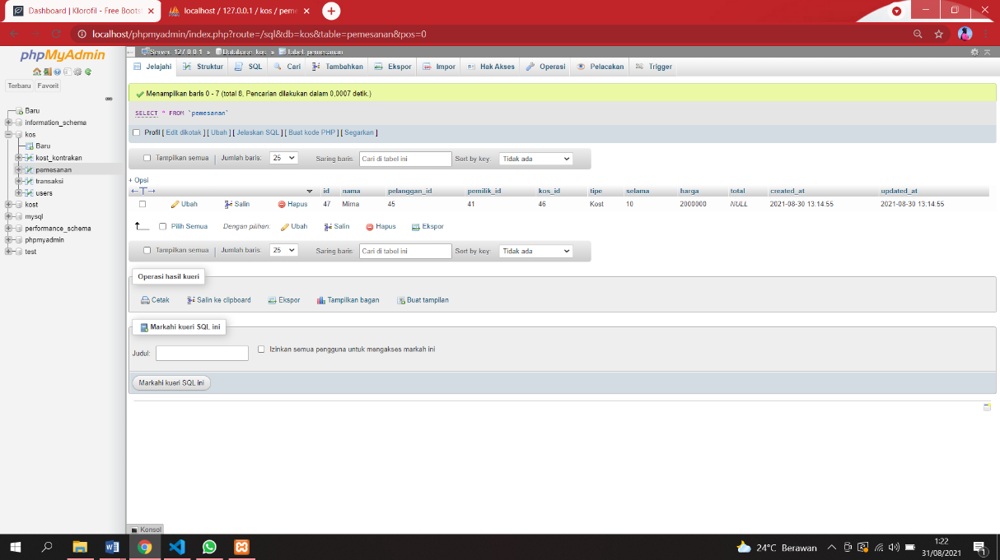 Dashboard | Klorofil - Free Boots
localhost / 127.0.0.1 / kos / peme
localhost/phpmyadmin/index.php?route=/sql&db=kos&table=pemesanan&pos=0
phpMyAdmin
Terbaru Favorit
Baru
information_schema
kos
Baru
kost_kontrakan
pemesanan
transaksi
users
kost
mysql
performance_schema
phpmyadmin
test
Server: 127.0.0.1 » Database: kos » Tabel: pemesanan
Jelajahi Struktur SQL Cari Tambahkan Ekspor Impor Hak Akses Operasi Pelacakan Trigger
Menampilkan baris 0 - 7 (total 8, Pencarian dilakukan dalam 0,0007 detik.)
SELECT * FROM `pemesanan`
Profil [ Edit dikotak ] [ Ubah ] [ Jelaskan SQL ] [ Buat kode PHP ] [ Segarkan ]
Tampilkan semua | Jumlah baris: 25 Saring baris: Cari di tabel ini Sort by key: Tidak ada
+ Opsi
←T→ id nama pelanggan_id pemilik_id kos_id tipe selama harga total created_at updated_at
Ubah Salin Hapus 47 Mirna 45 41 46 Kost 10 2000000 NULL 2021-08-30 13:14:55 2021-08-30 13:14:55
Pilih Semua Dengan pilihan: Ubah Salin Hapus Ekspor
Tampilkan semua | Jumlah baris: 25 Saring baris: Cari di tabel ini Sort by key: Tidak ada
Operasi hasil kueri
Cetak Salin ke clipboard Ekspor Tampilkan bagan Buat tampilan
Markahi kueri SQL ini
Judul: Izinkan semua pengguna untuk mengakses markah ini
Markahi kueri SQL ini
Konsol
24°C Berawan
1:22
31/08/2021
1